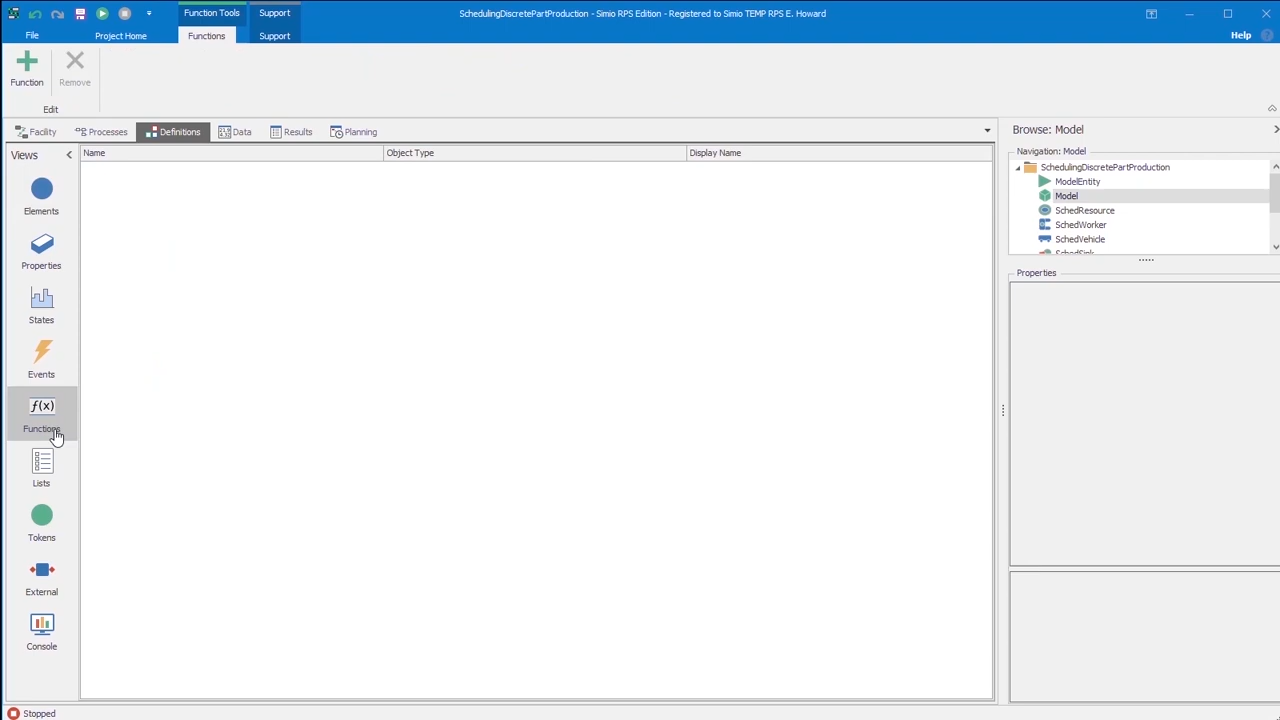 Function Tools
Support
SchedulingDiscretePartProduction - Simio RPS Edition - Registered to Simio TEMP RPS E. Howard
File
Project Home
Functions
Support
Help
Function
Remove
Edit
Facility
Processes
Definitions
Data
Results
Planning
Views
Name
Object Type
Display Name
Elements
Properties
States
Events
f(x)
Functions
Lists
Tokens
External
Console
Browse: Model
Navigation: Model
SchedulingDiscretePartProduction
ModelEntity
Model
SchedResource
SchedWorker
SchedVehicle
SchedSink
Properties
Stopped